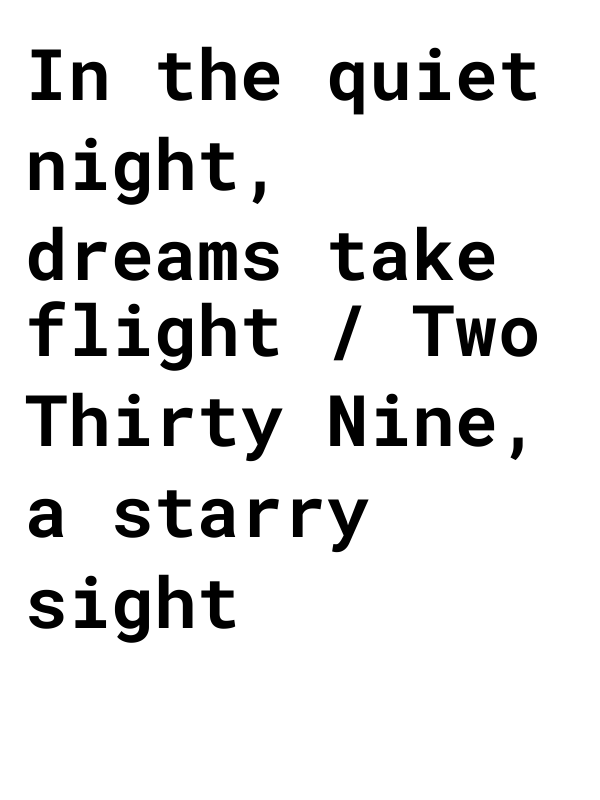 In the quiet
night,
dreams take
flight / Two
Thirty Nine,
a starry
sight